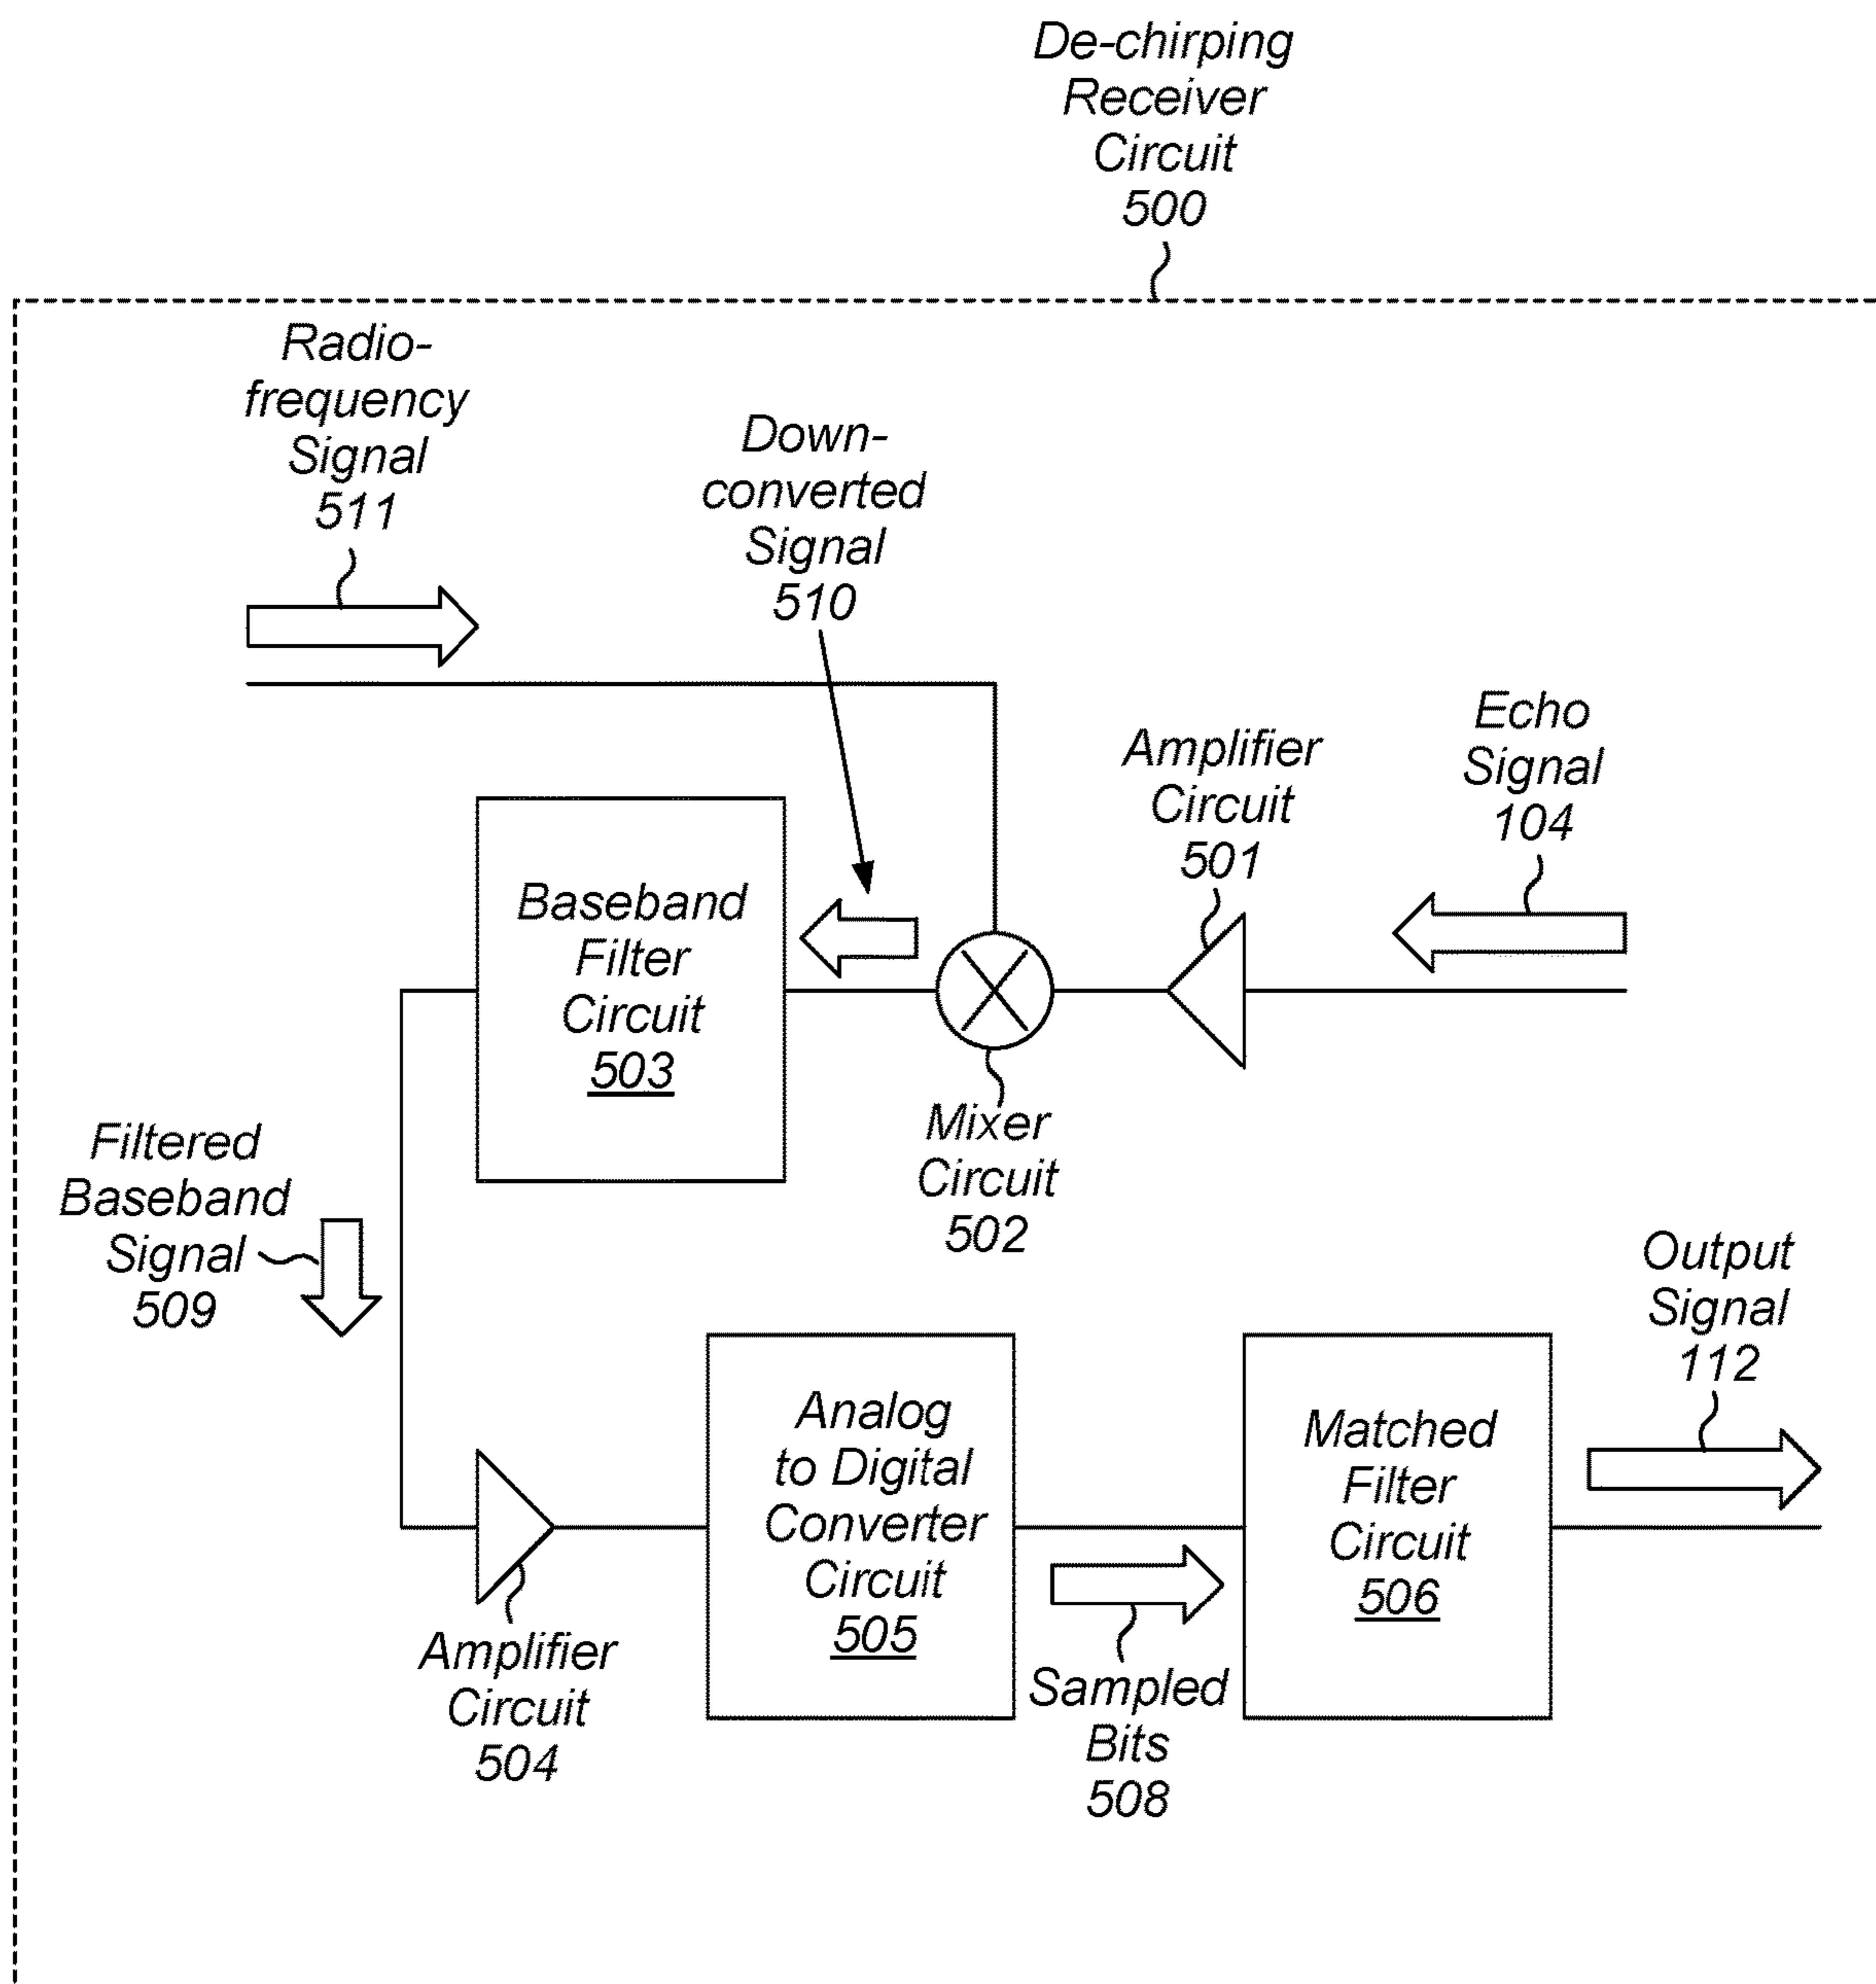 De-chirping
Receiver
Circuit
500
Radio-
frequency
Signal
511
Down-
converted
Signal
510
Echo
Signal
104
Amplifier
Circuit
501
Baseband
Filter
Circuit
503
Mixer
Circuit
502
Filtered
Baseband
Signal
509
Output
Signal
112
Analog
to Digital
Converter
Circuit
505
Matched
Filter
Circuit
506
Amplifier
Circuit
504
Sampled
Bits
508